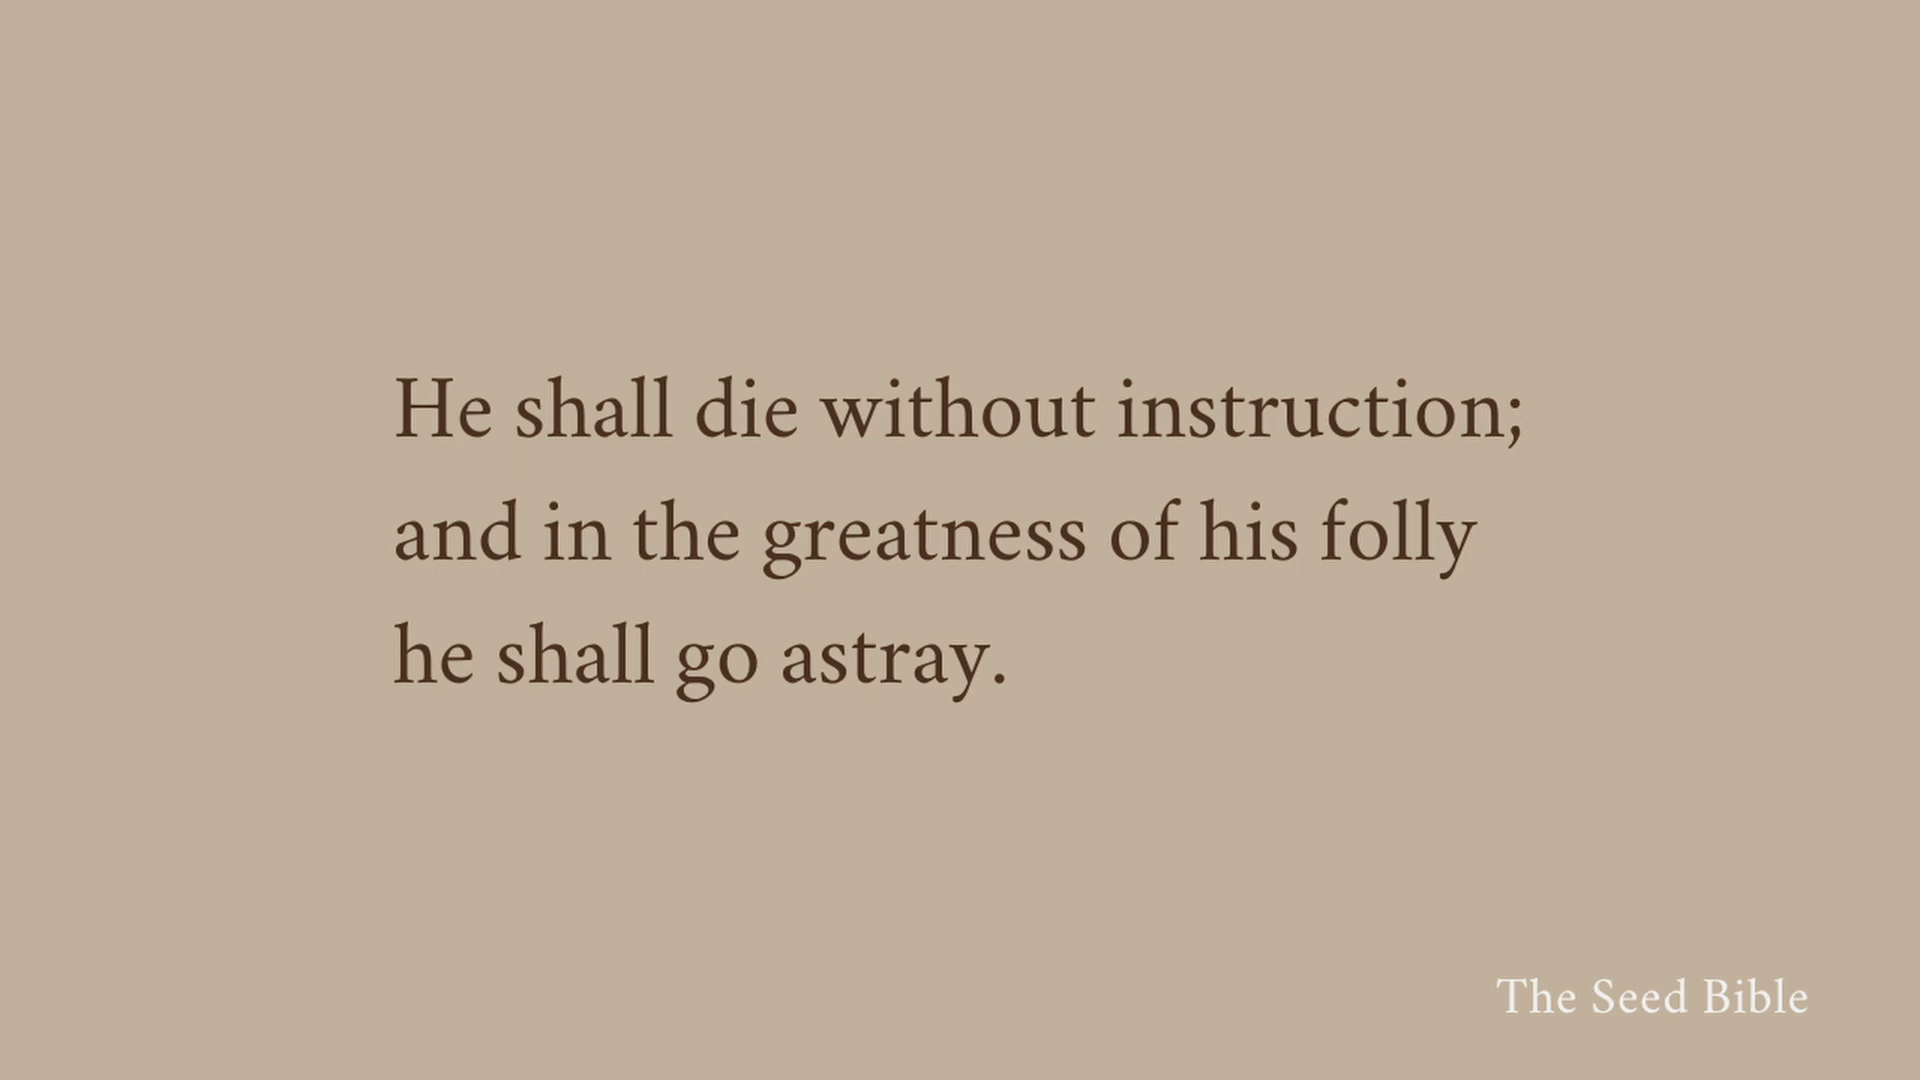 He shall die without instruction;
and in the greatness of his folly
he shall go astray.
The Seed Bible